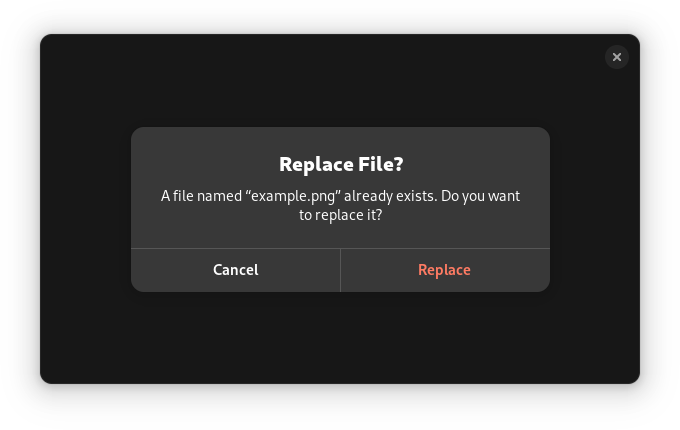 Replace File?
A file named “example.png” already exists. Do you want
to replace it?
Cancel
Replace